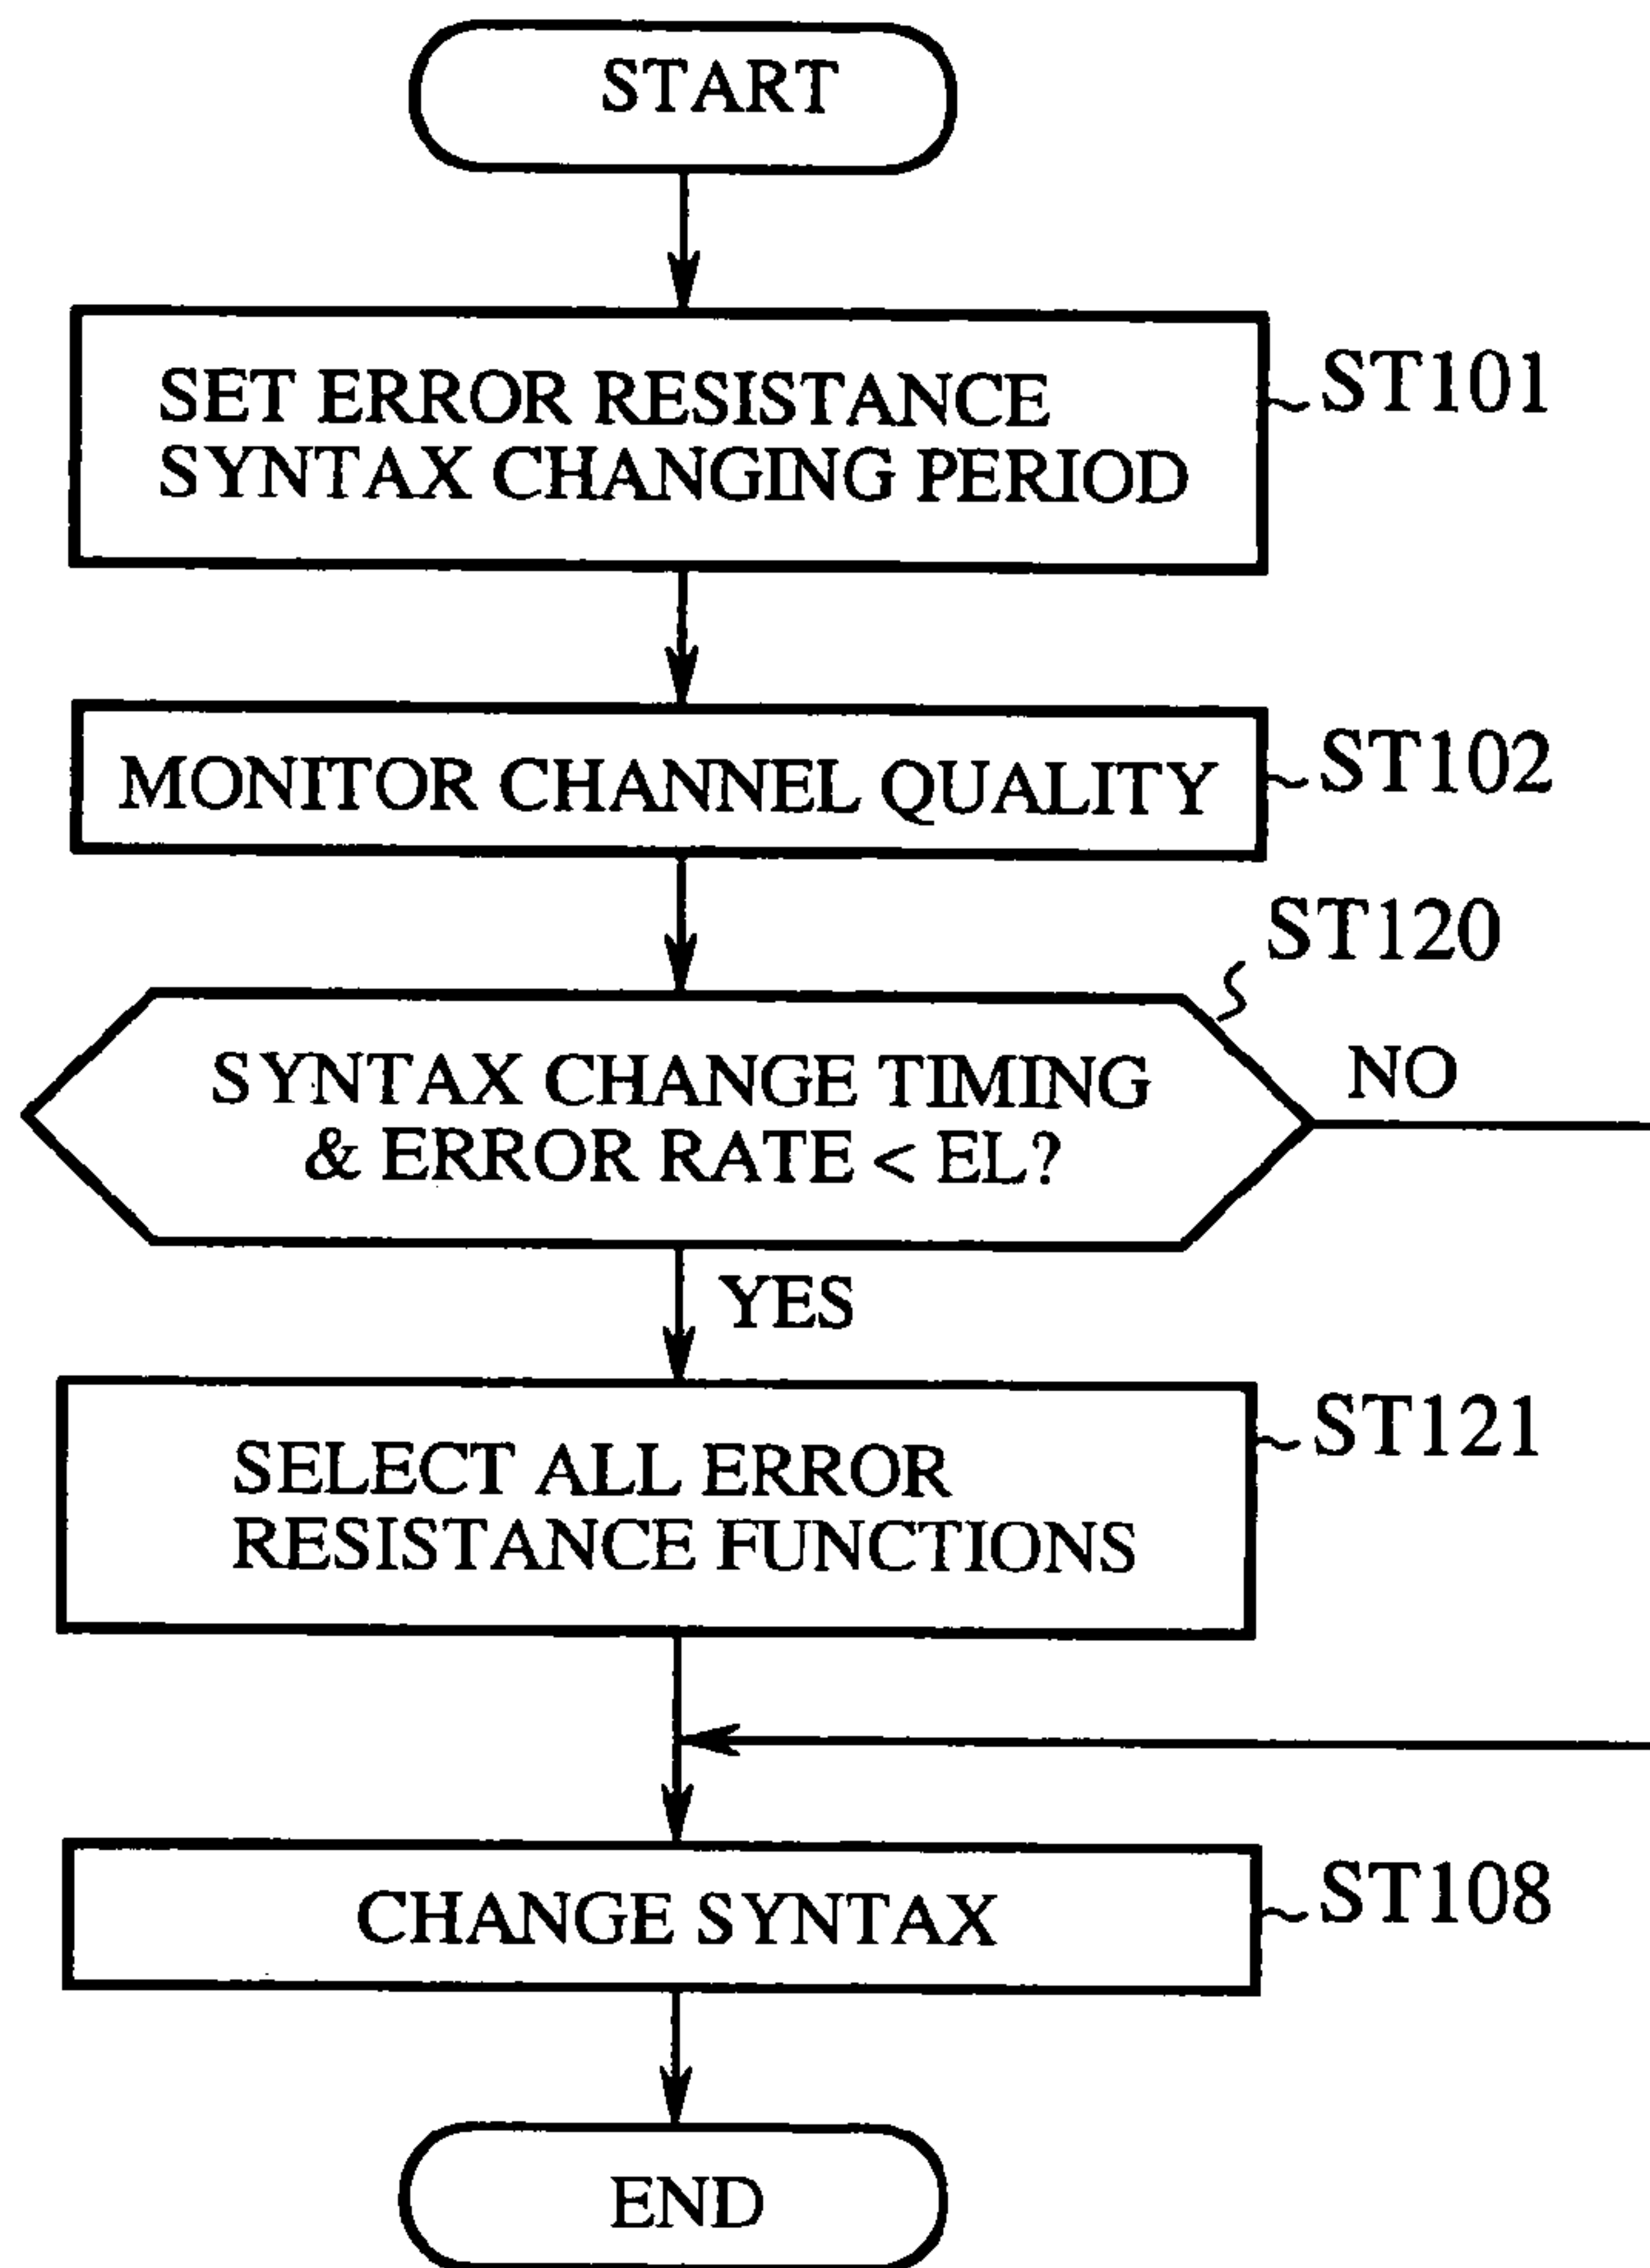 START
SET ERROR RESISTANCE
SYNTAX CHANGING PERIOD
ST101
MONITOR CHANNEL QUALITY
ST102
ST120
SYNTAX CHANGE TIMING
& ERROR RATE < EL?
NO
YES
SELECT ALL ERROR
RESISTANCE FUNCTIONS
ST121
CHANGE SYNTAX
ST108
END